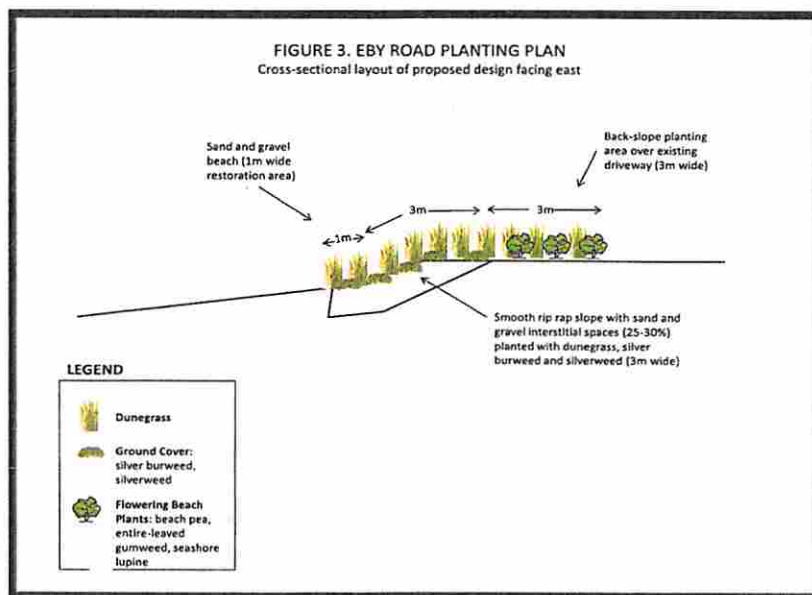 FIGURE 3. EBY ROAD PLANTING PLAN
Cross-sectional layout of proposed design facing east
Sand and gravel
beach (1m wide
restoration area)
Back-slope planting
area over existing
driveway (3m wide)
1m
3m
3m
Smooth rip rap slope with sand and
gravel interstitial spaces (25-30%)
planted with dunegrass, silver
burweed and silverweed (3m wide)
LEGEND
Dunegrass
Ground Cover:
silver burweed,
silverweed
Flowering Beach
Plants: beach pea,
entire-leaved
gumweed, seashore
lupine